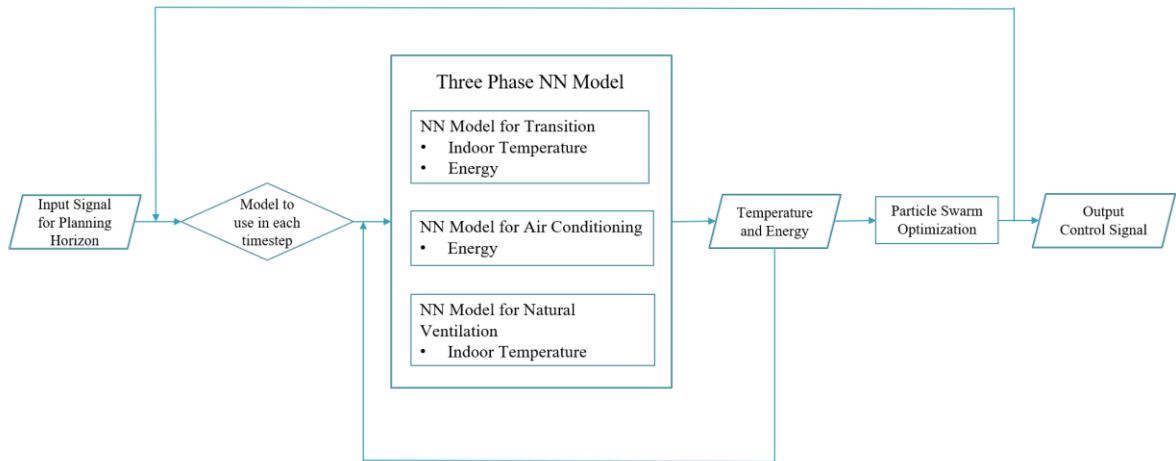 Three Phase NN Model
NN Model for Transition
• Indoor Temperature
• Energy
Input Signal
for Planning
Horizon
Model to
use in each
timestep
NN Model for Air Conditioning
• Energy
Temperature
and Energy
Particle Swarm
Optimization
Output
Control Signal
NN Model for Natural
Ventilation
• Indoor Temperature